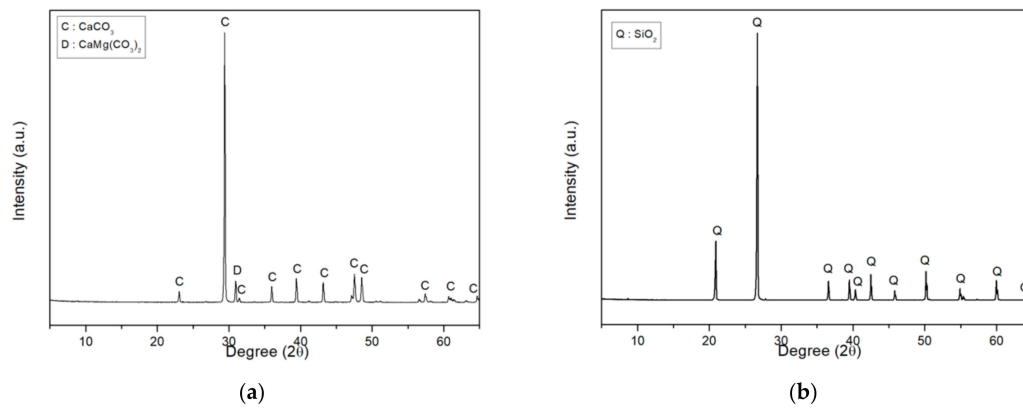 C : CaCO₃
D : CaMg(CO₃)₂
C
C
D
C
C
C
C
C
C
C
C
C
Intensity (a.u.)
10 20 30 40 50 60
Degree (2θ)
(a)
Q : SiO₂
Q
Q
Q
Q
Q
Q
Q
Q
Q
Q
Q
Intensity (a.u.)
10 20 30 40 50 60
Degree (2θ)
(b)